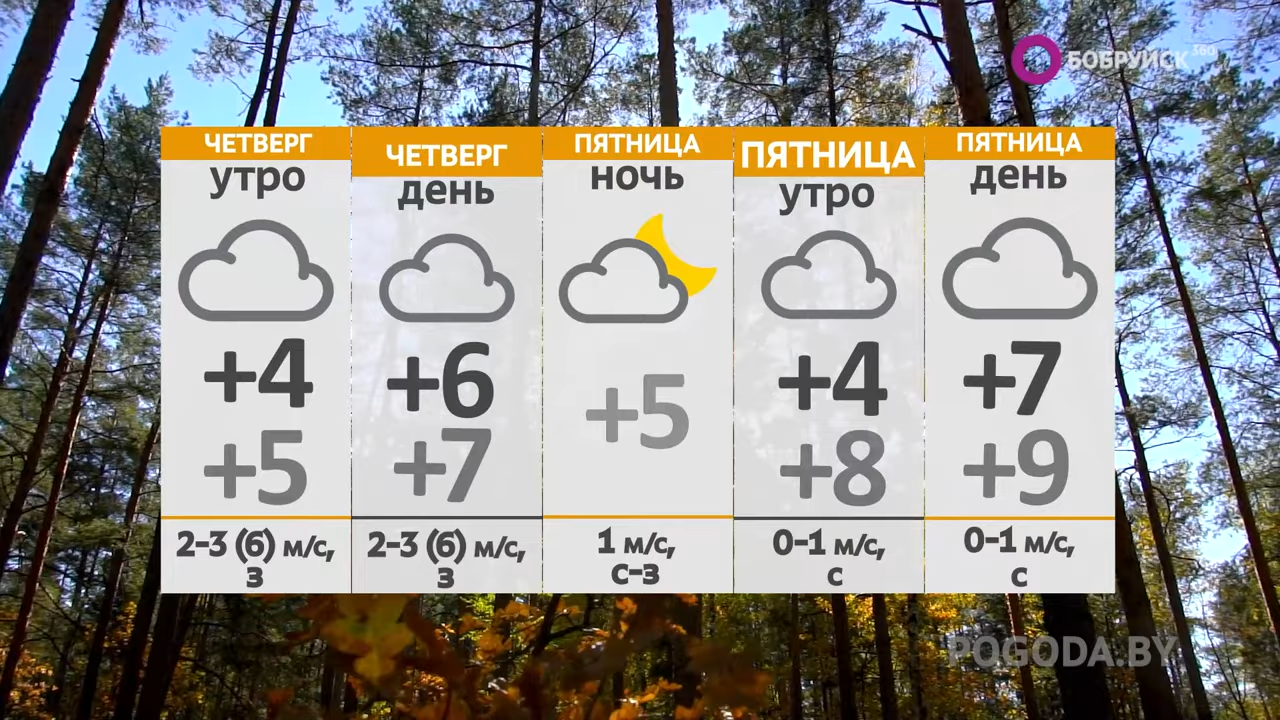 БОБРУЙСК 360
ЧЕТВЕРГ
утро
+4
+5
2-3 (6) м/с,
з
ЧЕТВЕРГ
день
+6
+7
2-3 (6) м/с,
з
ПЯТНИЦА
ночь
+5
1 м/с,
с-з
ПЯТНИЦА
утро
+4
+8
0-1 м/с,
с
ПЯТНИЦА
день
+7
+9
0-1 м/с,
с
POGODA.BY